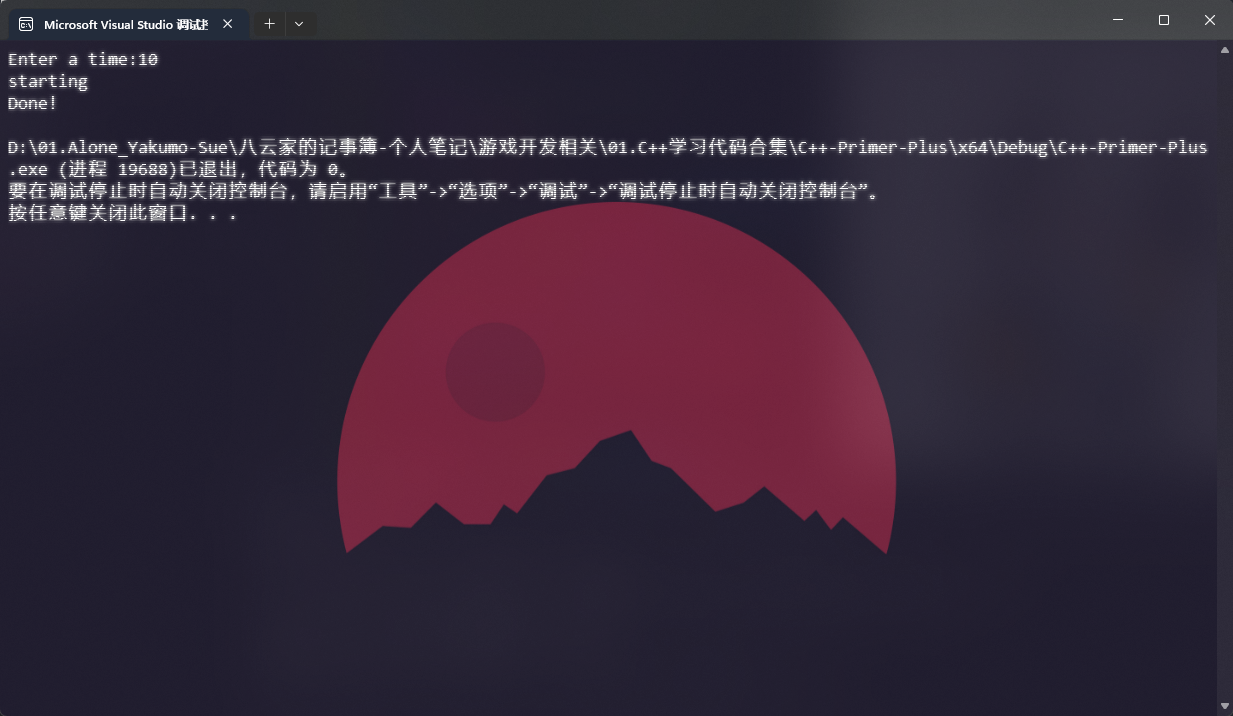 Microsoft Visual Studio 调试
Enter a time:10
starting
Done!
D:\01.Alone_Yakumo-Sue\八云家的记事簿-个人笔记\游戏开发相关\01.C++学习代码合集\C++-Primer-Plus\x64\Debug\C++-Primer-Plus
.exe (进程 19688)已退出，代码为 0。
要在调试停止时自动关闭控制台，请启用“工具”->“选项”->“调试”->“调试停止时自动关闭控制台”。
按任意键关闭此窗口. . .